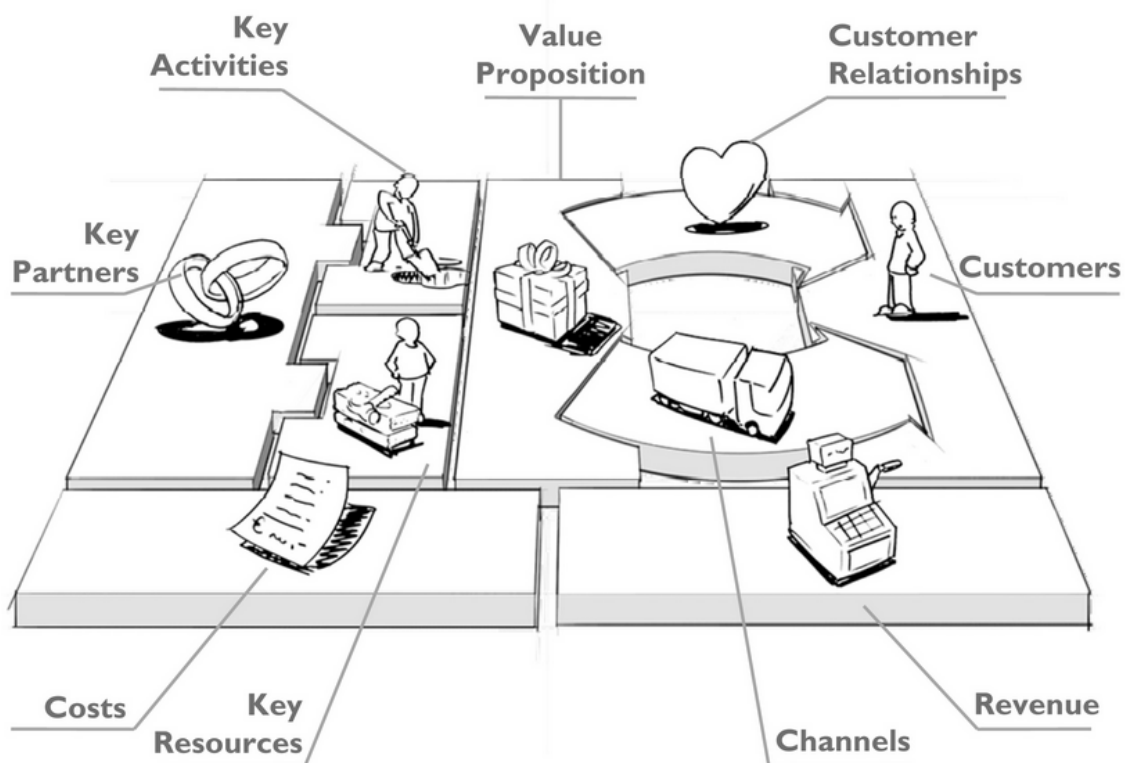 Key
Activities
Value
Proposition
Customer
Relationships
Key
Partners
Customers
Costs
Key
Resources
Channels
Revenue